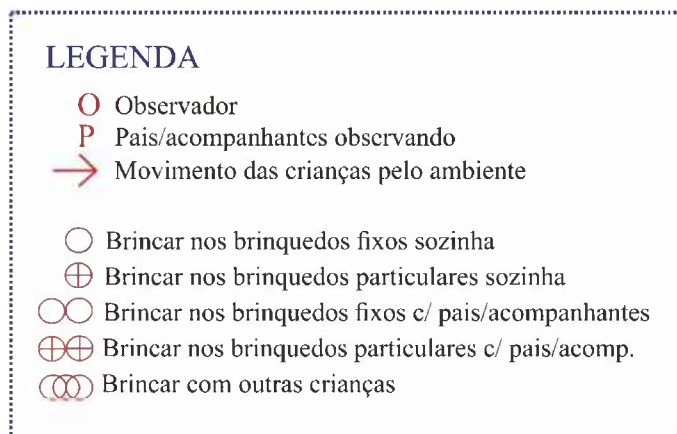 LEGENDA
O Observador
P Pais/acompanhantes observando
Movimento das crianças pelo ambiente
Brincar nos brinquedos fixos sozinha
Brincar nos brinquedos particulares sozinha
Brincar nos brinquedos fixos c/ pais/acompanhantes
Brincar nos brinquedos particulares c/ pais/acomp.
Brincar com outras crianças